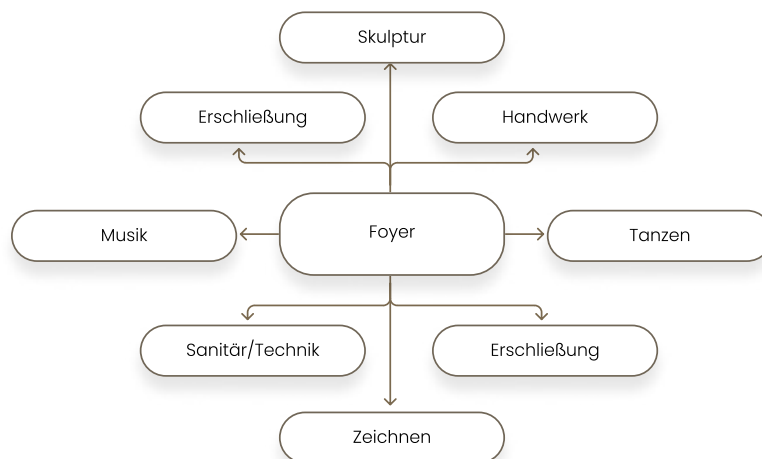 Skulptur
Erschließung
Handwerk
Musik
Foyer
Tanzen
Sanitär/Technik
Erschließung
Zeichnen